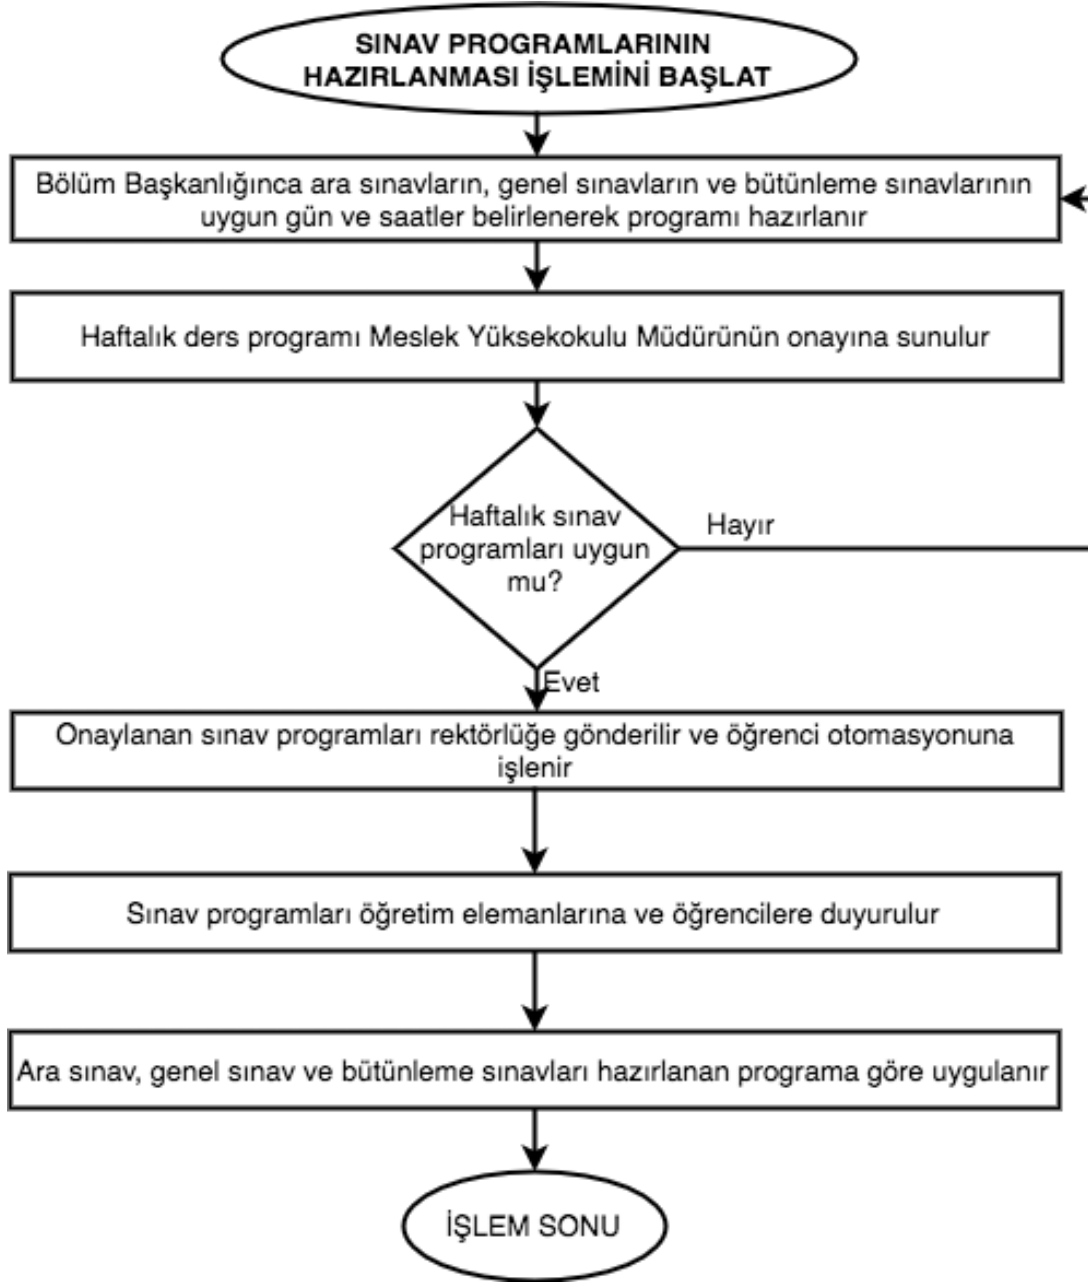 SINAV PROGRAMLARININ
HAZIRLANMASI İŞLEMİNİ BAŞLAT
Bölüm Başkanlığınca ara sınavların, genel sınavların ve bütünleme sınavlarının
uygun gün ve saatler belirlenerek programı hazırlanır
Haftalık ders programı Meslek Yüksekokulu Müdürünün onayına sunulur
Haftalık sınav
programları uygun
mu?
Hayır
Evet
Onaylanan sınav programları rektörlüğe gönderilir ve öğrenci otomasyonuna
işlenir
Sınav programları öğretim elemanlarına ve öğrencilere duyurulur
Ara sınav, genel sınav ve bütünleme sınavları hazırlanan programa göre uygulanır
İŞLEM SONU